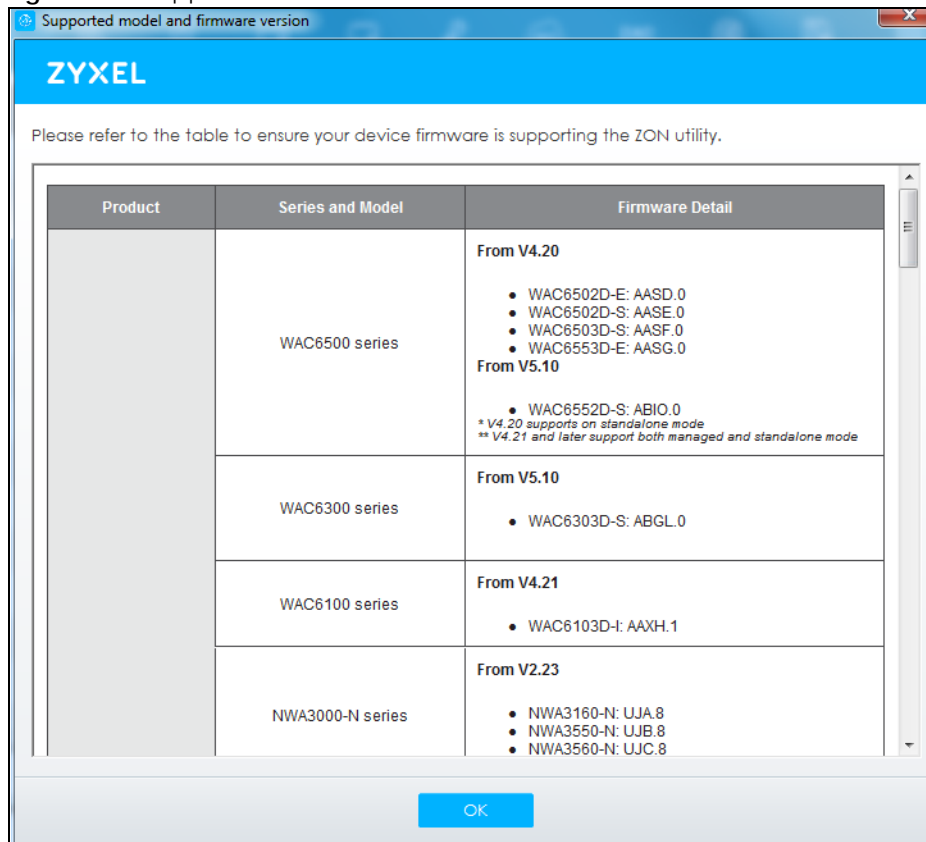 Supported model and firmware version
ZYXEL
Please refer to the table to ensure your device firmware is supporting the ZON utility.
Product
Series and Model
Firmware Detail
WAC6500 series
From V4.20
• WAC6502D-E: AASD.0
• WAC6502D-S: AASE.0
• WAC6503D-S: AASF.0
• WAC6553D-E: AASG.0
From V5.10
• WAC6552D-S: ABIO.0
* V4.20 supports on standalone mode
** V4.21 and later support both managed and standalone mode
WAC6300 series
From V5.10
• WAC6303D-S: ABGL.0
WAC6100 series
From V4.21
• WAC6103D-I: AAXH.1
NWA3000-N series
From V2.23
• NWA3160-N: UJA.8
• NWA3550-N: UJB.8
• NWA3560-N: UJC.8
OK